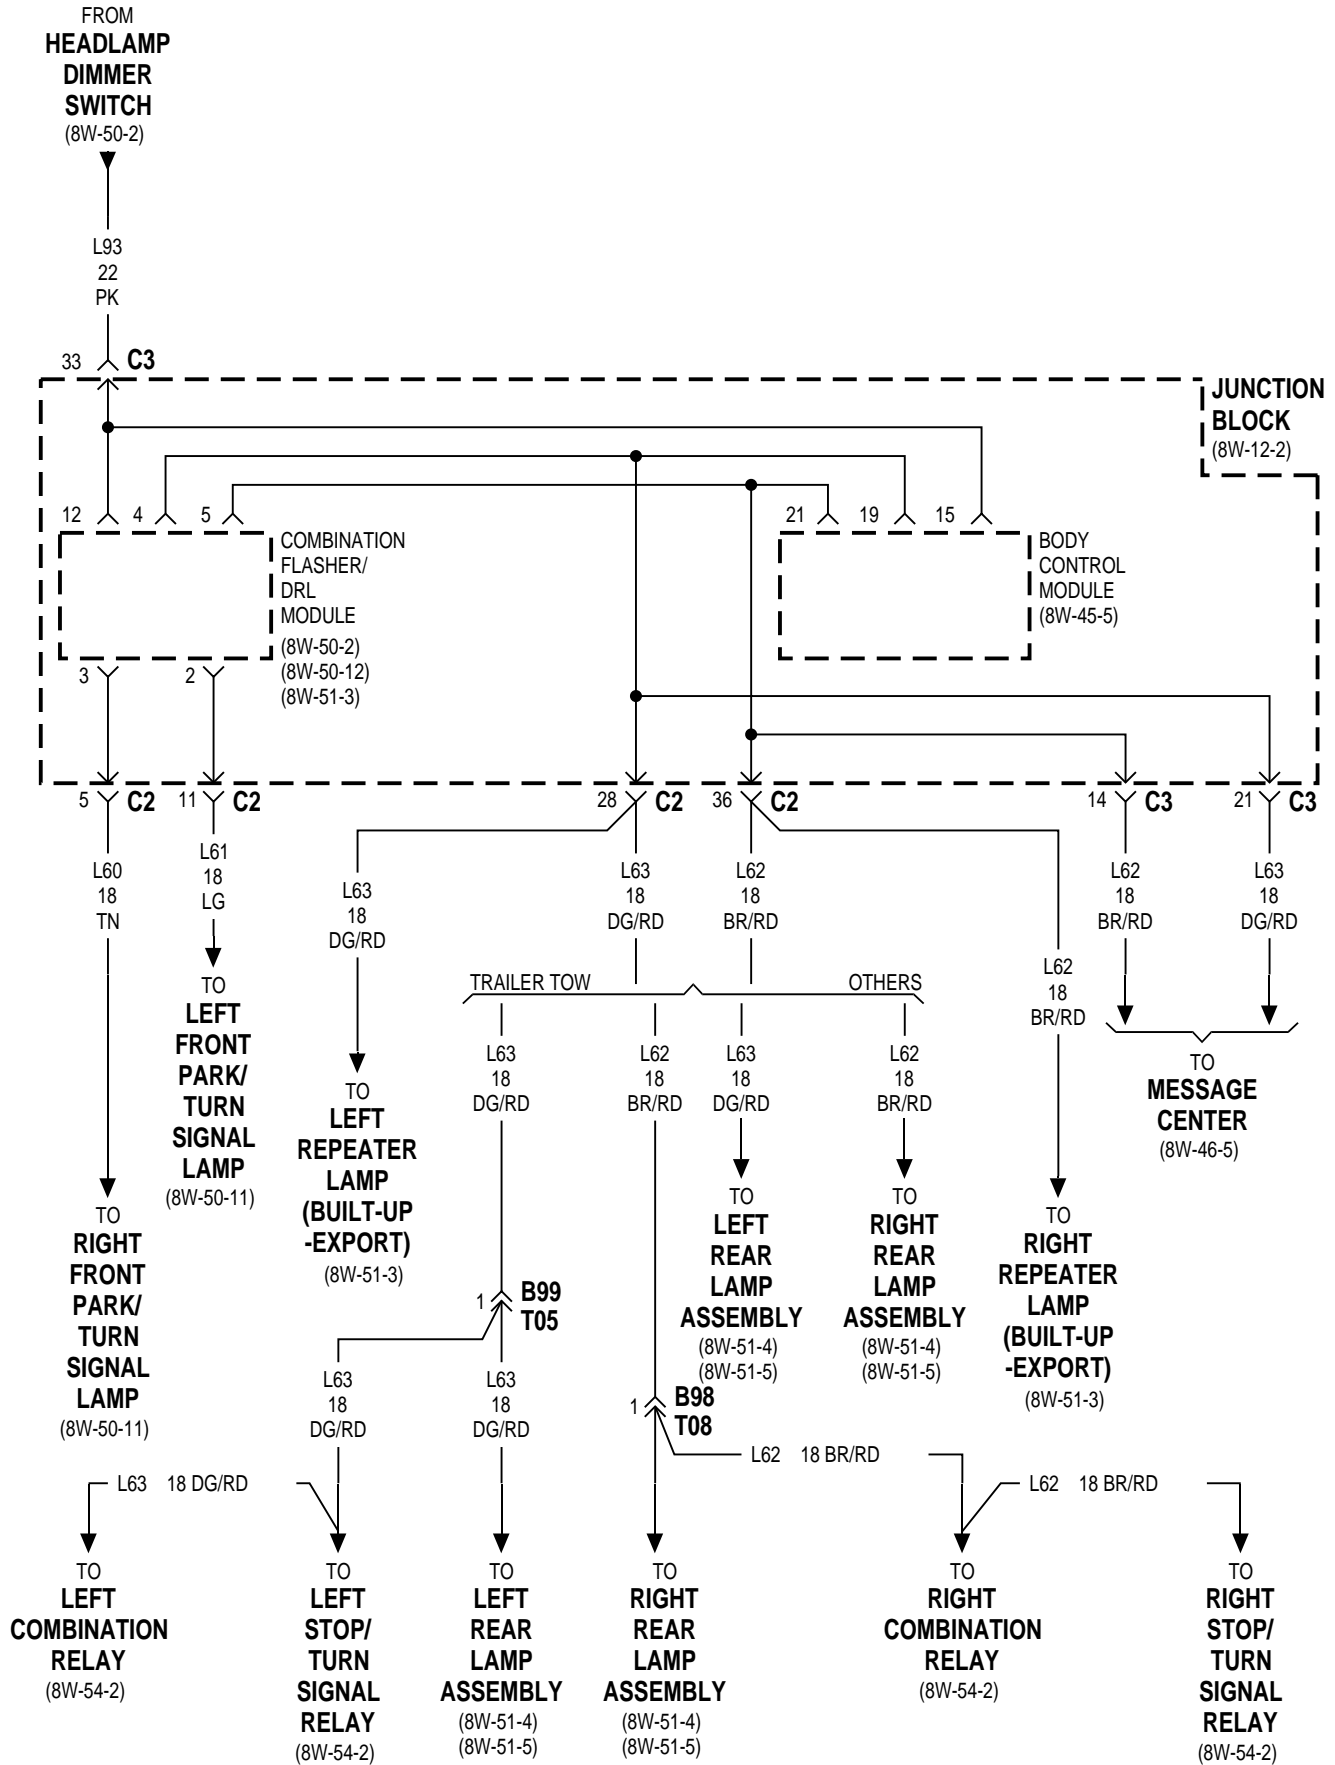 FROM
HEADLAMP
DIMMER
SWITCH
(8W-50-2)
L93
22
PK
33 C3
JUNCTION
BLOCK
(8W-12-2)
12 4 5 21 19 15
COMBINATION
FLASHER/
DRL
MODULE
(8W-50-2)
(8W-50-12)
(8W-51-3)
BODY
CONTROL
MODULE
(8W-45-5)
3 2
5 C2 11 C2 28 C2 36 C2 14 C3 21 C3
L60
18
TN
L61
18
LG
L63
18
DG/RD
L63
18
DG/RD
L62
18
BR/RD
L62
18
BR/RD
L62
18
BR/RD
L63
18
DG/RD
TRAILER TOW OTHERS
L63
18
DG/RD
L62
18
BR/RD
L63
18
DG/RD
L62
18
BR/RD
TO
LEFT
FRONT
PARK/
TURN
SIGNAL
LAMP
(8W-50-11)
TO
RIGHT
FRONT
PARK/
TURN
SIGNAL
LAMP
(8W-50-11)
TO
LEFT
REPEATER
LAMP
(BUILT-UP
-EXPORT)
(8W-51-3)
TO
LEFT
REAR
LAMP
ASSEMBLY
(8W-51-4)
(8W-51-5)
TO
RIGHT
REAR
LAMP
ASSEMBLY
(8W-51-4)
(8W-51-5)
TO
RIGHT
REPEATER
LAMP
(BUILT-UP
-EXPORT)
(8W-51-3)
TO
MESSAGE
CENTER
(8W-46-5)
1 B99
T05
1 B98
T08
L63
18
DG/RD
L63
18
DG/RD
L62 18 BR/RD
L63 18 DG/RD
L62 18 BR/RD
TO
LEFT
COMBINATION
RELAY
(8W-54-2)
TO
LEFT
STOP/
TURN
SIGNAL
RELAY
(8W-54-2)
TO
LEFT
REAR
LAMP
ASSEMBLY
(8W-51-4)
(8W-51-5)
TO
RIGHT
REAR
LAMP
ASSEMBLY
(8W-51-4)
(8W-51-5)
TO
RIGHT
COMBINATION
RELAY
(8W-54-2)
TO
RIGHT
STOP/
TURN
SIGNAL
RELAY
(8W-54-2)